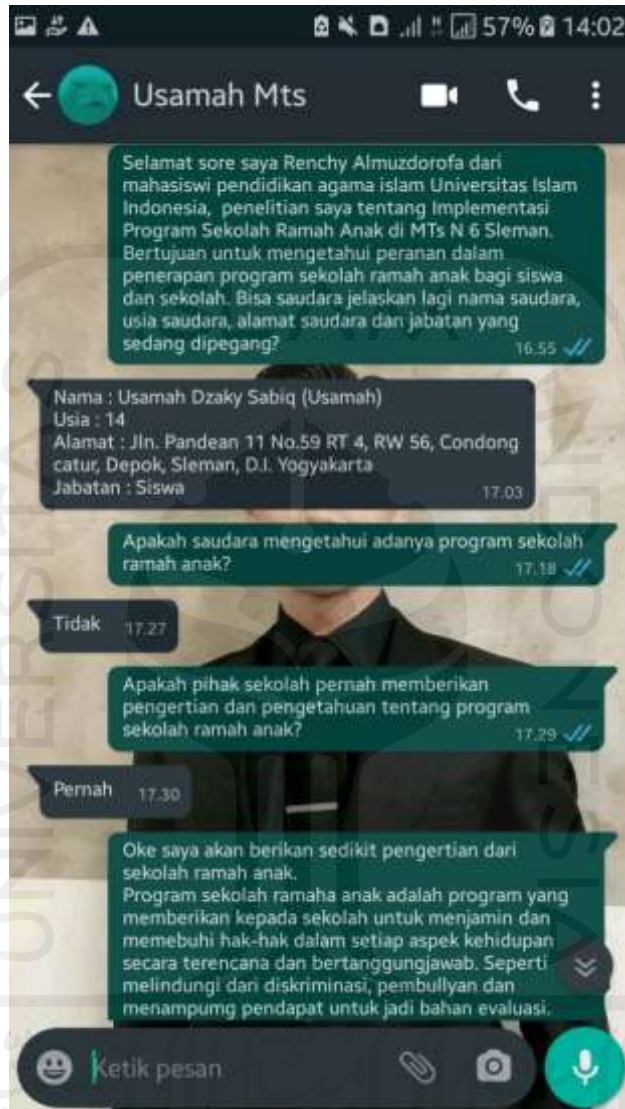 57% 14:02
Usamah Mts
Selamat sore saya Renchy Almuzdorofa dari
mahasiswi pendidikan agama islam Universitas Islam
Indonesia, penelitian saya tentang Implementasi
Program Sekolah Ramah Anak di MTs N 6 Sleman.
Bertujuan untuk mengetahui peranan dalam
penerapan program sekolah ramah anak bagi siswa
dan sekolah. Bisa saudara jelaskan lagi nama saudara,
usia saudara, alamat saudara dan jabatan yang
sedang dipegang?
16.55
Nama : Usamah Dzaky Sabiq (Usamah)
Usia : 14
Alamat : Jln. Pandean 11 No.59 RT 4, RW 56, Condong
catur, Depok, Sleman, D.I. Yogyakarta
Jabatan : Siswa
17.03
Apakah saudara mengetahui adanya program sekolah
ramah anak?
17.18
Tidak 17.27
Apakah pihak sekolah pernah memberikan
pengertian dan pengetahuan tentang program
sekolah ramah anak?
17.29
Pernah 17.30
Oke saya akan berikan sedikit pengertian dari
sekolah ramah anak.
Program sekolah ramaha anak adalah program yang
memberikan kepada sekolah untuk menjamin dan
memebuhi hak-hak dalam setiap aspek kehidupan
secara terencana dan bertanggungjawab. Seperti
melindungi dari diskriminasi, pembullyan dan
menampumg pendapat untuk jadi bahan evaluasi.
Ketik pesan